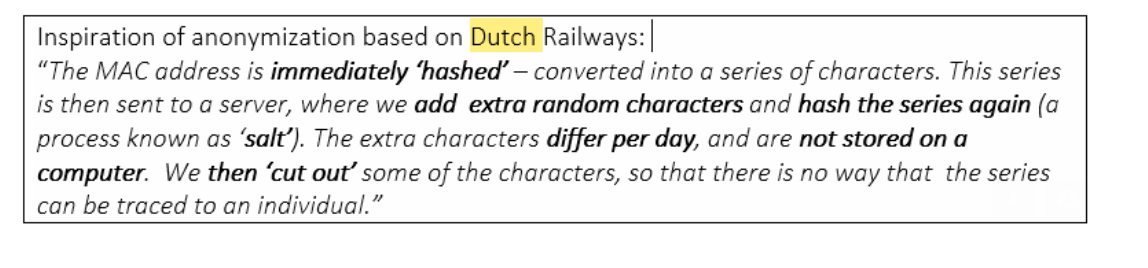 Inspiration of anonymization based on Dutch Railways:
“The MAC address is immediately ‘hashed’ – converted into a series of characters. This series
is then sent to a server, where we add  extra random characters and hash the series again (a
process known as ‘salt’). The extra characters differ per day, and are not stored on a
computer.  We then ‘cut out’ some of the characters, so that there is no way that  the series
can be traced to an individual.”